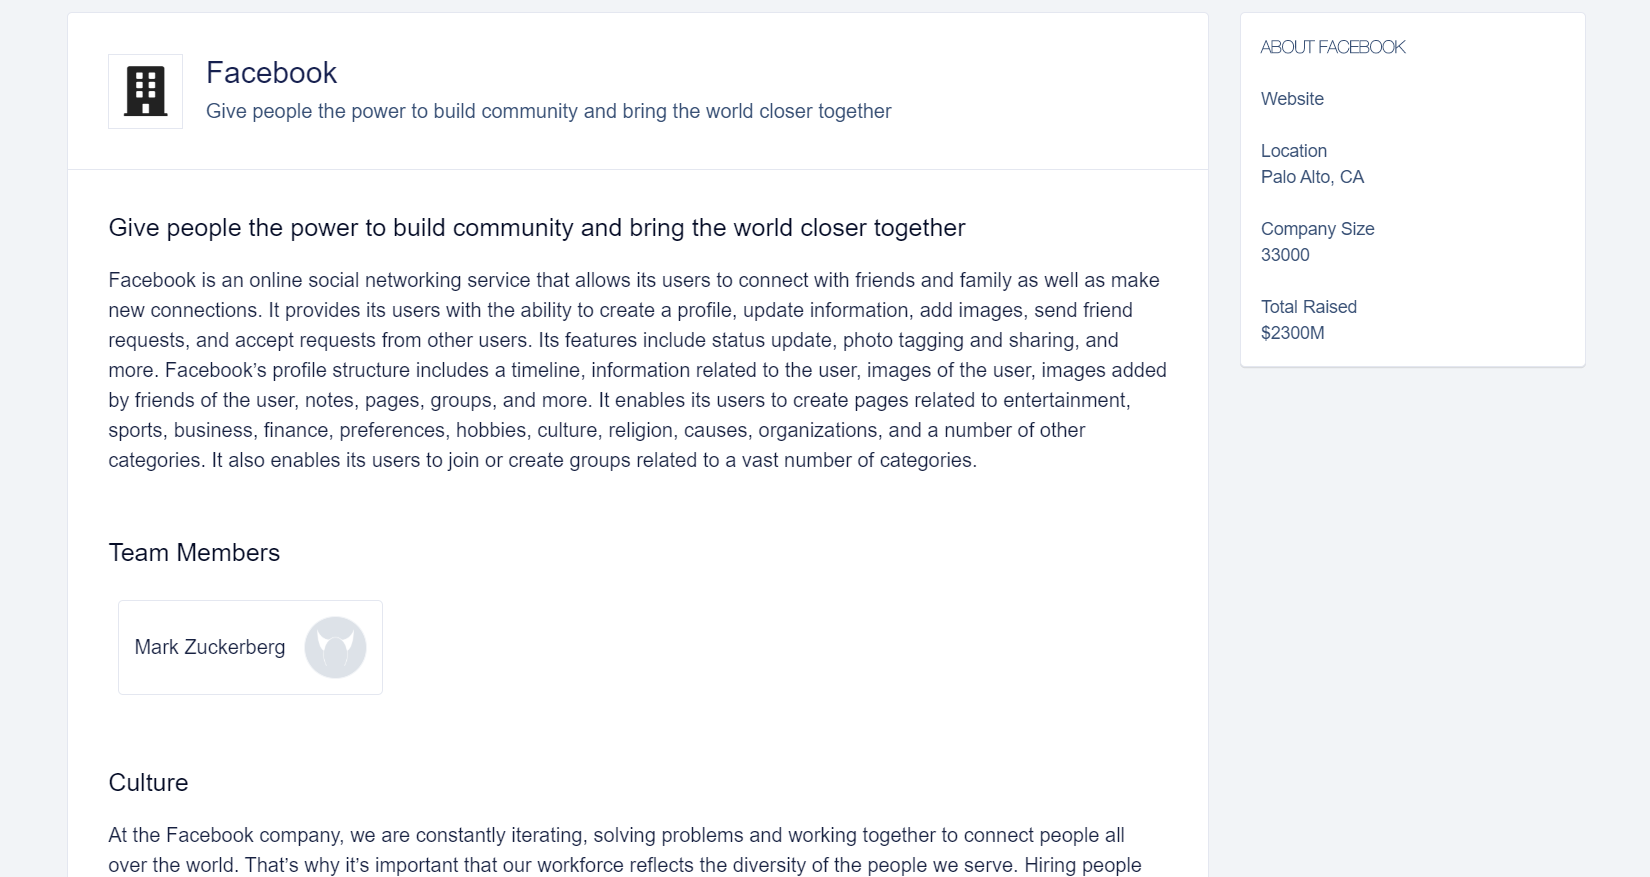 Facebook
Give people the power to build community and bring the world closer together
Give people the power to build community and bring the world closer together
Facebook is an online social networking service that allows its users to connect with friends and family as well as make
new connections. It provides its users with the ability to create a profile, update information, add images, send friend
requests, and accept requests from other users. Its features include status update, photo tagging and sharing, and
more. Facebook’s profile structure includes a timeline, information related to the user, images of the user, images added
by friends of the user, notes, pages, groups, and more. It enables its users to create pages related to entertainment,
sports, business, finance, preferences, hobbies, culture, religion, causes, organizations, and a number of other
categories. It also enables its users to join or create groups related to a vast number of categories.
Team Members
Mark Zuckerberg
Culture
At the Facebook company, we are constantly iterating, solving problems and working together to connect people all
over the world. That’s why it’s important that our workforce reflects the diversity of the people we serve. Hiring people
ABOUT FACEBOOK
Website
Location
Palo Alto, CA
Company Size
33000
Total Raised
$2300M